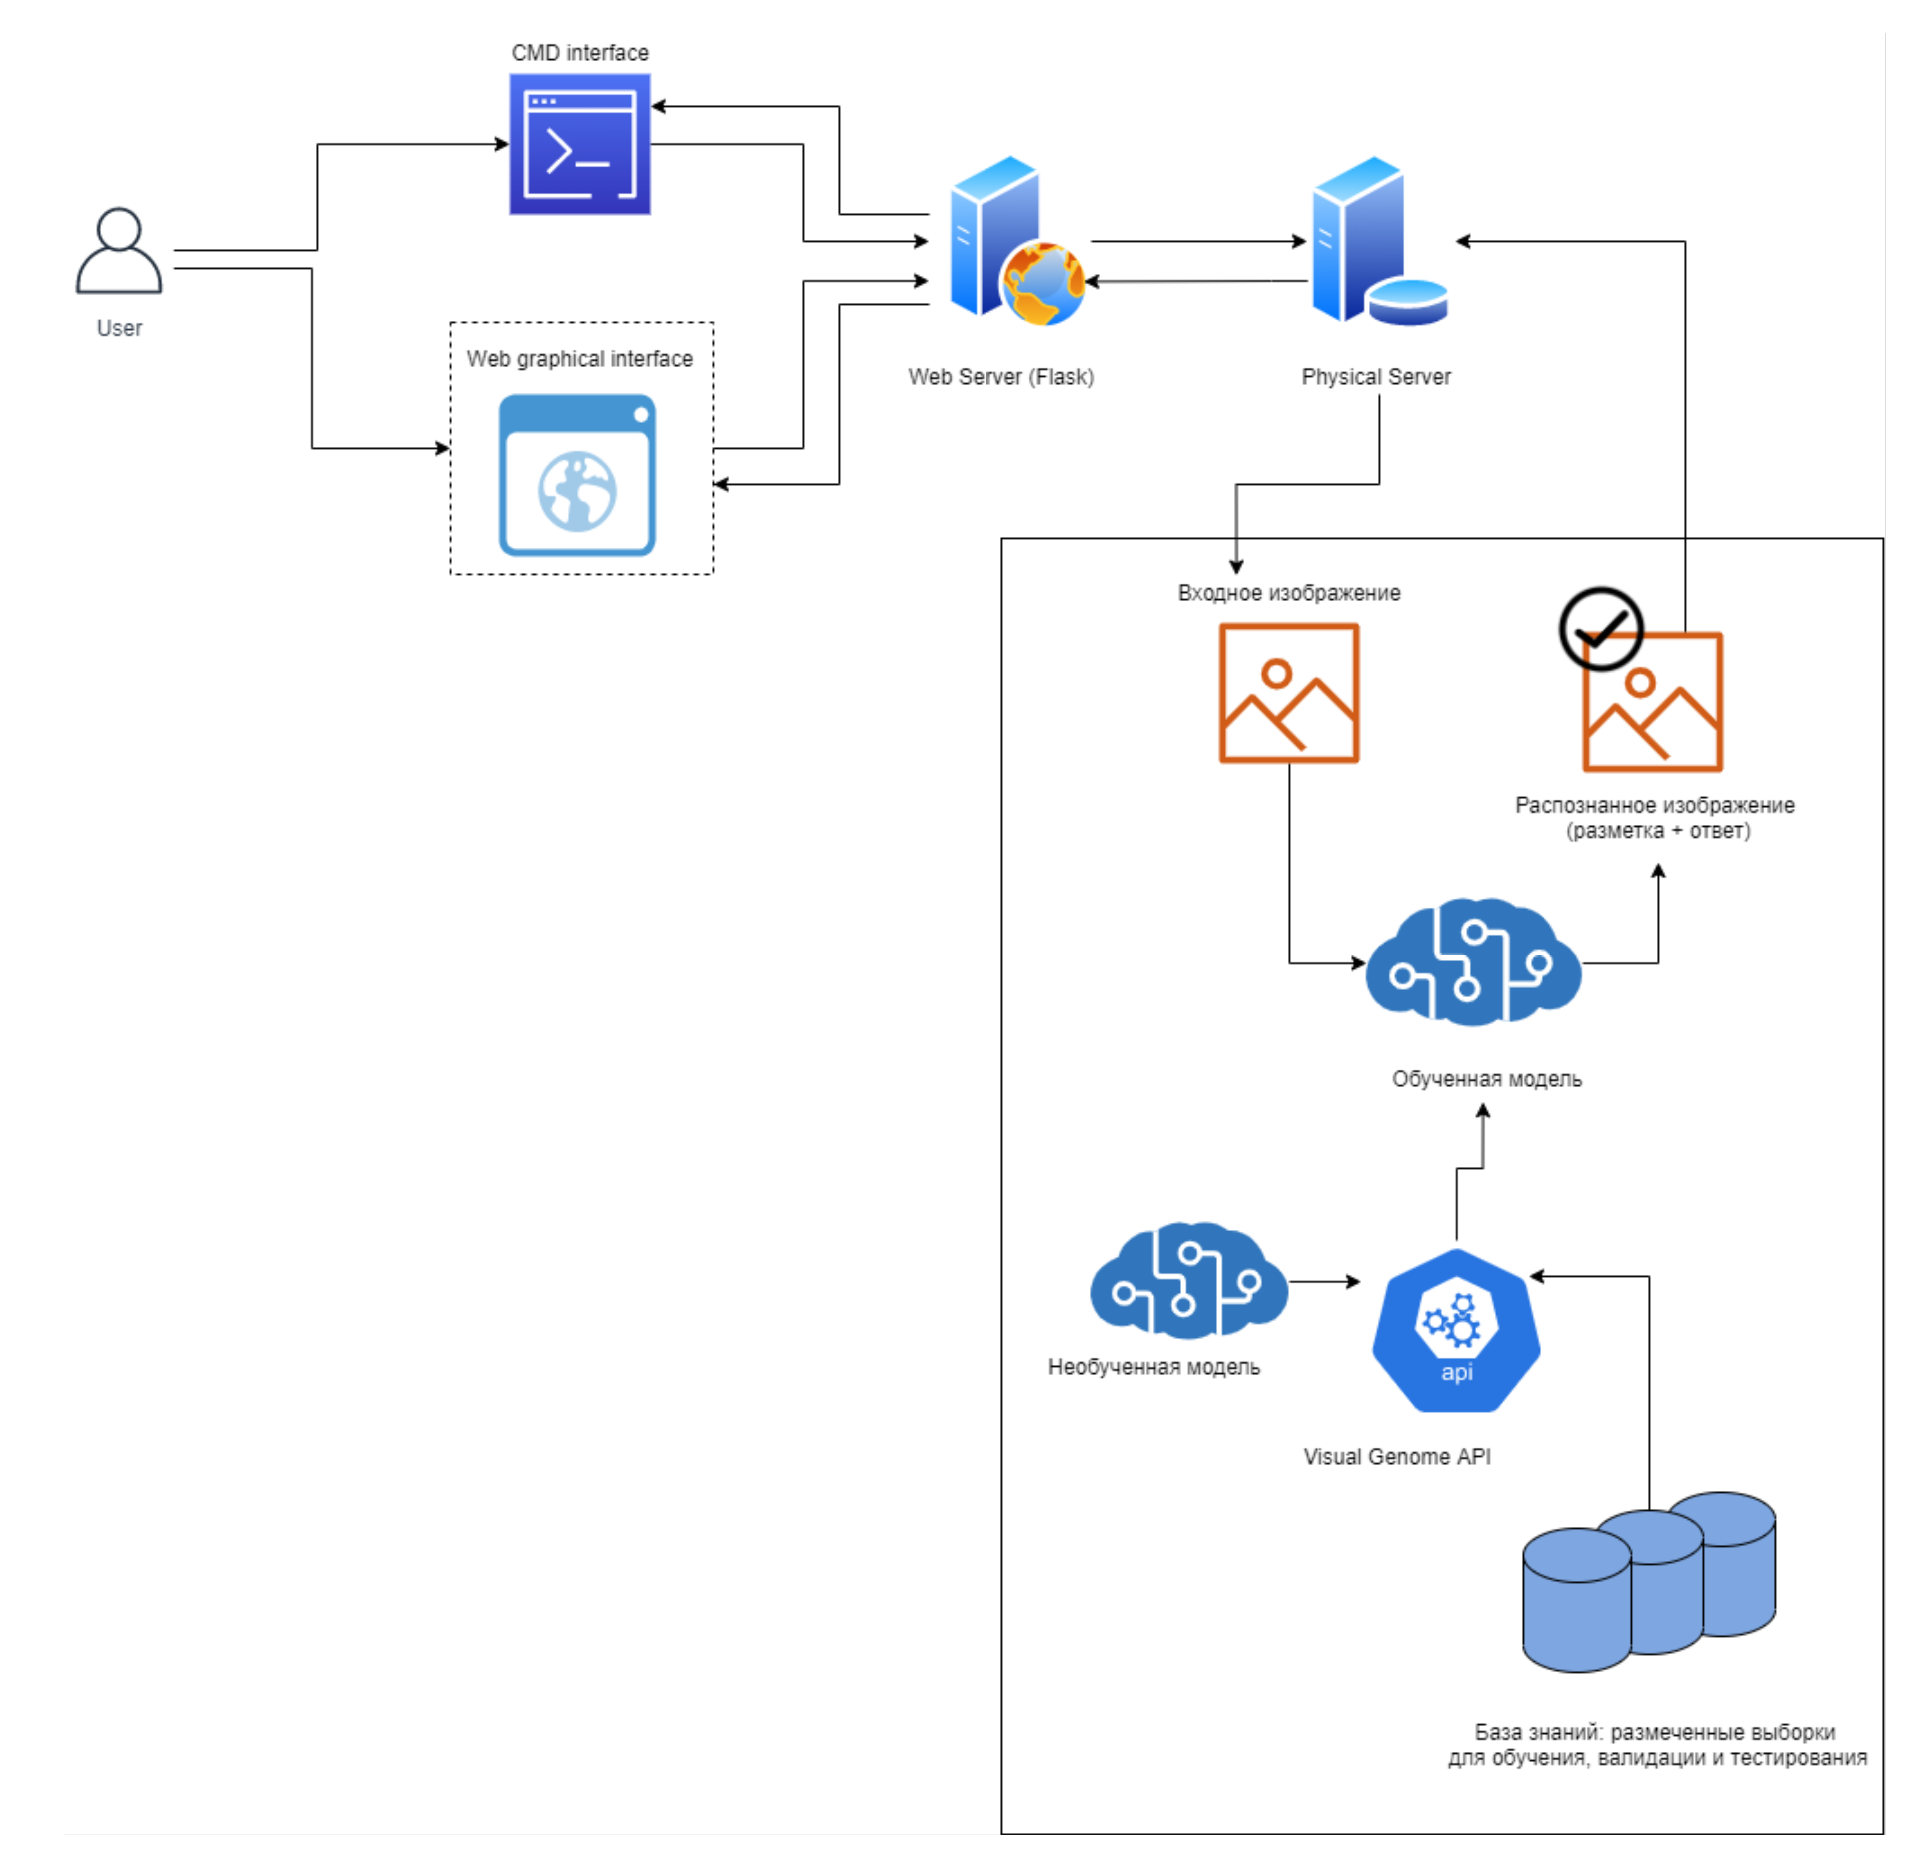 CMD interface
User
Web graphical interface
Web Server (Flask)
Physical Server
Входное изображение
Распознанное изображение
(разметка + ответ)
Обученная модель
Необученная модель
api
Visual Genome API
База знаний: размеченные выборки
для обучения, валидации и тестирования